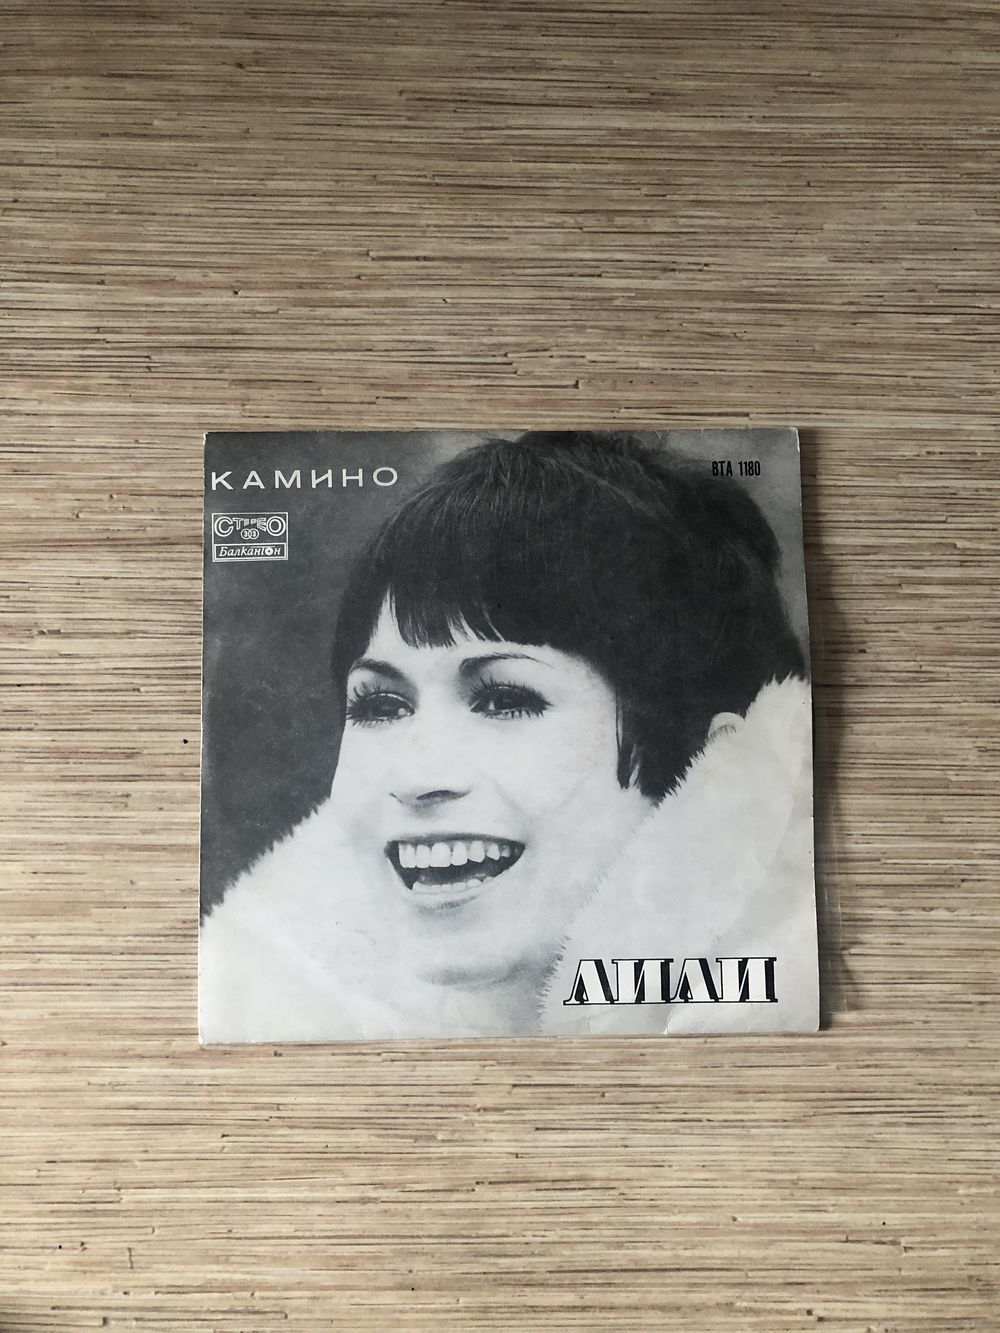 КАМИНО
ВТА 1180
СТЕРЕО
33
Балкантон
ЛИЛИ